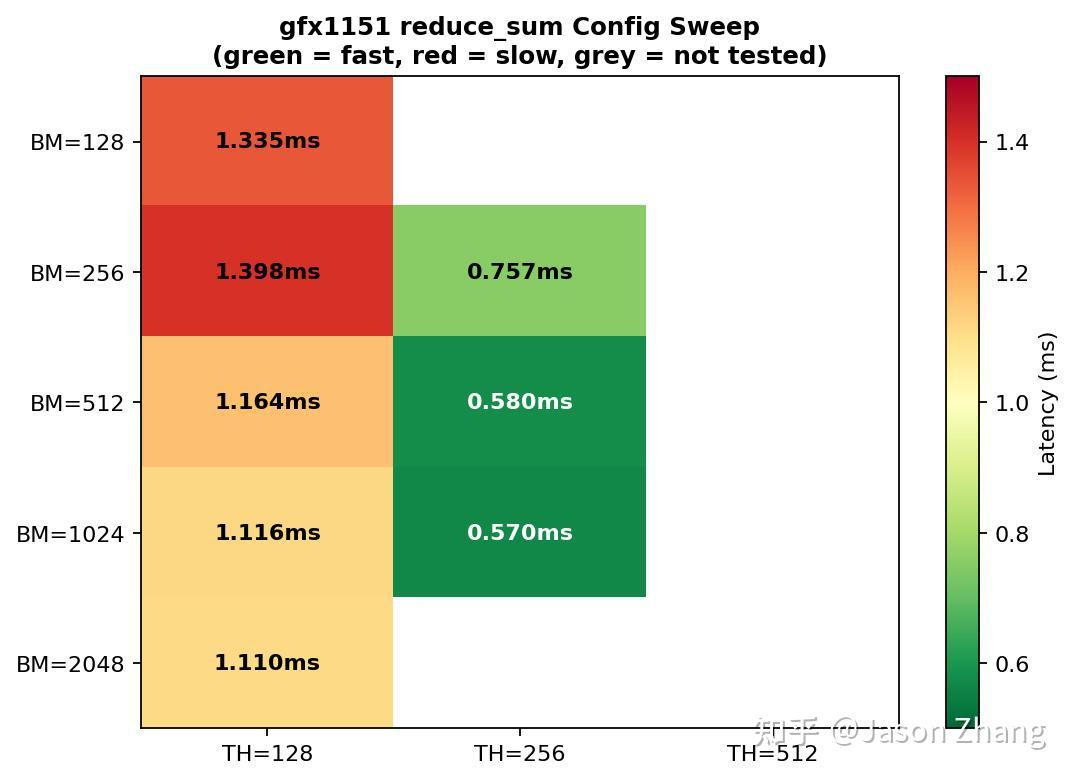 gfx1151 reduce_sum Config Sweep
(green = fast, red = slow, grey = not tested)
BM=128
1.335ms
BM=256
1.398ms
0.757ms
BM=512
1.164ms
0.580ms
BM=1024
1.116ms
0.570ms
BM=2048
1.110ms
TH=128
TH=256
TH=512
1.4
1.2
1.0
0.8
0.6
Latency (ms)
知乎 @Jason Zhang